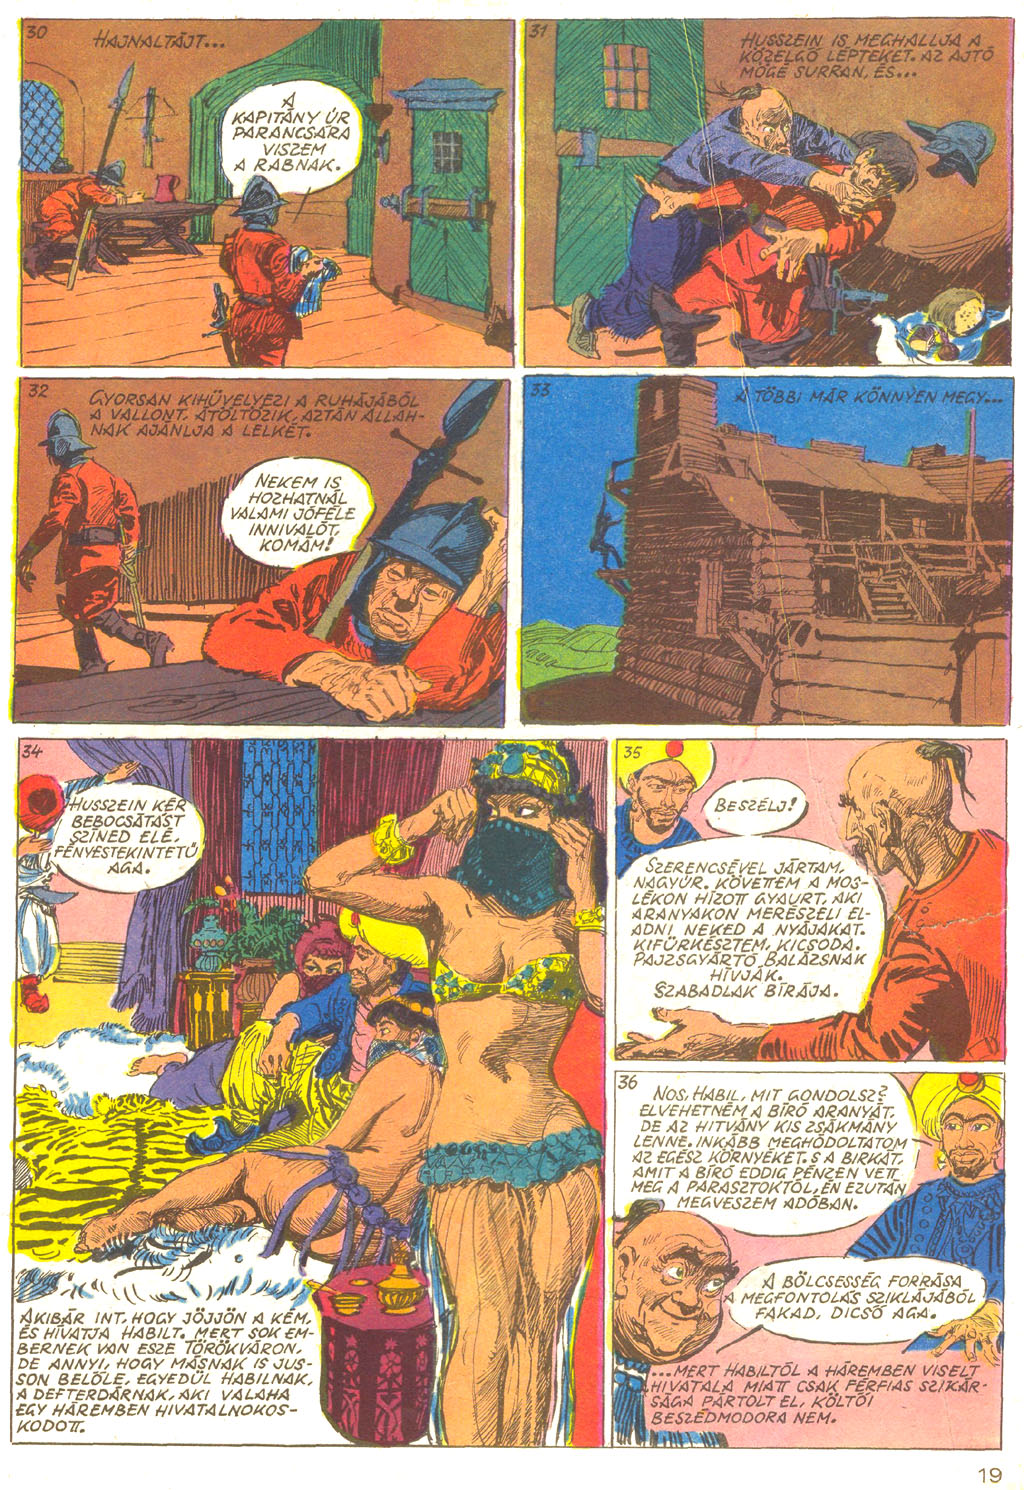 30
HAJNALTÁJT...
A
KAPITÁNY ÚR
PARANCSÁRA
VISZEM
A RABNAK.
31
HUSSZEIN IS MEGHALLJA A
KÖZELGŐ LÉPTEKET. AZ AJTÓ
MÖGÉ SURRAN, ÉS...
32
GYORSAN KIHÜVELYEZI A RUHÁJÁBÓL
A VALLONT, ÁTÖLTÖZIK, AZTÁN ALLAH-
NAK AJÁNLJA A LELKÉT.
NEKEM IS
HOZHATNÁL
VALAMI JÓFÉLE
INNIVALÓT,
KOMÁM!
33
A TÖBBI MÁR KÖNNYEN MEGY...
34
HUSSZEIN KÉR
BEBOCSÁTÁST
SZÍNED ELÉ,
FÉNYESTEKINTETŰ
AGA.
AKIBÁR INT, HOGY JÖJJÖN A KÉM,
ÉS HÍVATJA HABILT. MERT SOK EM-
BERNEK VAN ESZE TÖRÖKVÁRON,
DE ANNYI, HOGY MÁSNAK IS JUS-
SON BELŐLE, EGYEDÜL HABILNAK,
A DEFTERDÁRNAK, AKI VALAHA
EGY HÁREMBEN HIVATALNOKOS-
KODOTT.
35
BESZÉLJ!
SZERENCSÉVEL JÁRTAM,
NAGYÚR. KÖVETTEM A MOS-
LÉKON HÍZOTT GYAURT, AKI
ARANYAKON MERÉSZELI EL-
ADNI NEKED A NYÁJAKAT.
KIFÜRKÉSZTEM, KICSODA.
PAJZSGYÁRTÓ BALÁZSNAK
HÍVJÁK.
SZABADLAK BÍRÁJA.
36
NOS, HABIL, MIT GONDOLSZ?
ELVEHETNÉM A BÍRÓ ARANYÁT,
DE AZ HITVÁNY KIS ZSÁKMÁNY
LENNE. INKÁBB MEGHÓDOLTATOM
AZ EGÉSZ KÖRNYÉKET. S A BIRKÁT,
AMIT A BÍRÓ EDDIG PÉNZEN VETT
MEG A PARASZTOKTÓL, ÉN EZUTÁN
MEGVESZEM ADÓBAN.
A BÖLCSESSÉG FORRÁSA
A MEGFONTOLÁS SZIKLÁJÁBÓL
FAKAD, DICSŐ AGA.
...MERT HABILTÓL A HÁREMBEN VISELT
HIVATALA MIATT CSAK FÉRFIAS SZIKÁR-
SÁGA PÁRTOLT EL, KÖLTŐI
BESZÉDMODORA NEM.
19